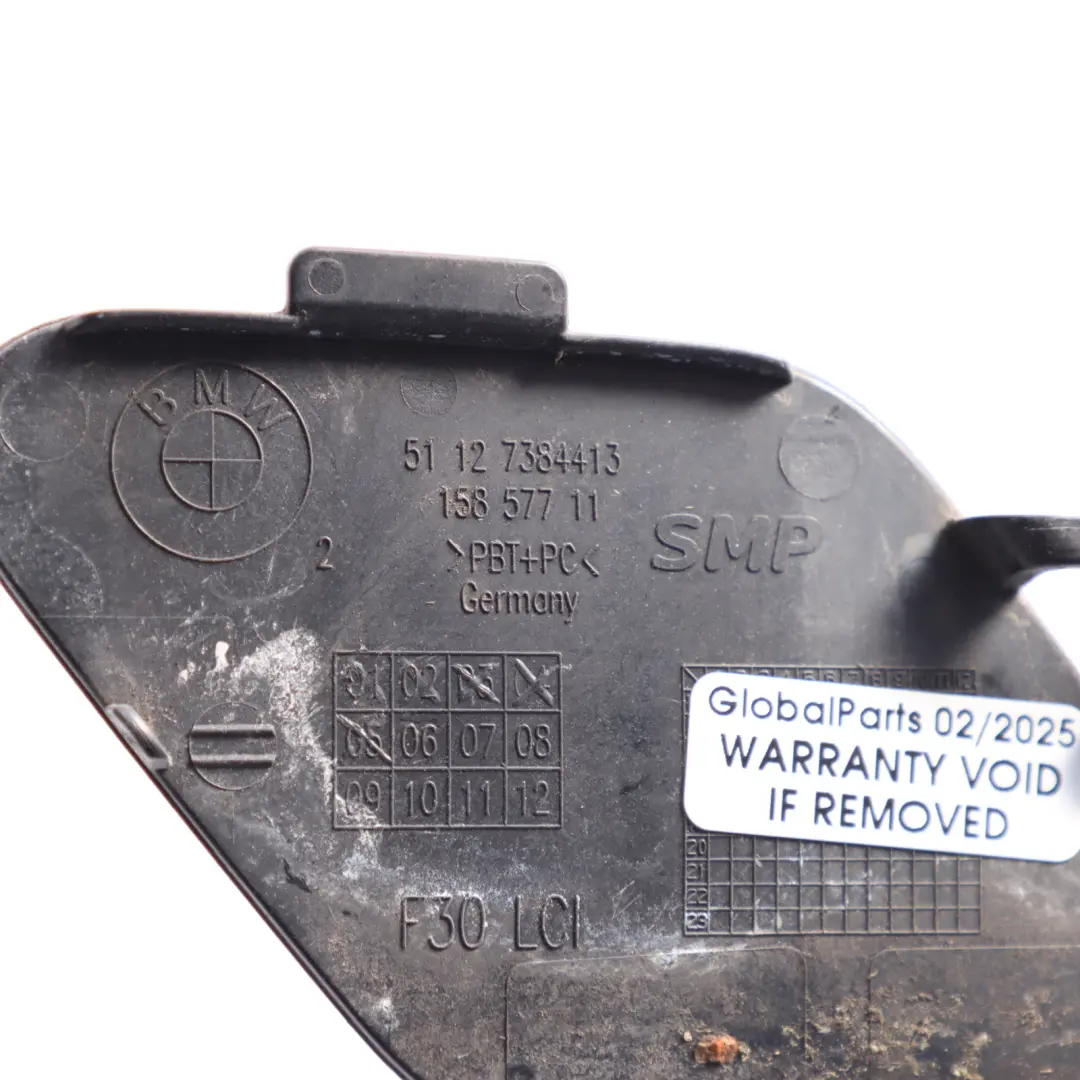 BMW
51 12 7384413
158 577 11
2
>PBT+PC<
Germany
SMP
01 02 03
05 06 07 08
09 10 11 12
GlobalParts 02/2025
WARRANTY VOID
IF REMOVED
20
21
22
23
F30 LCI